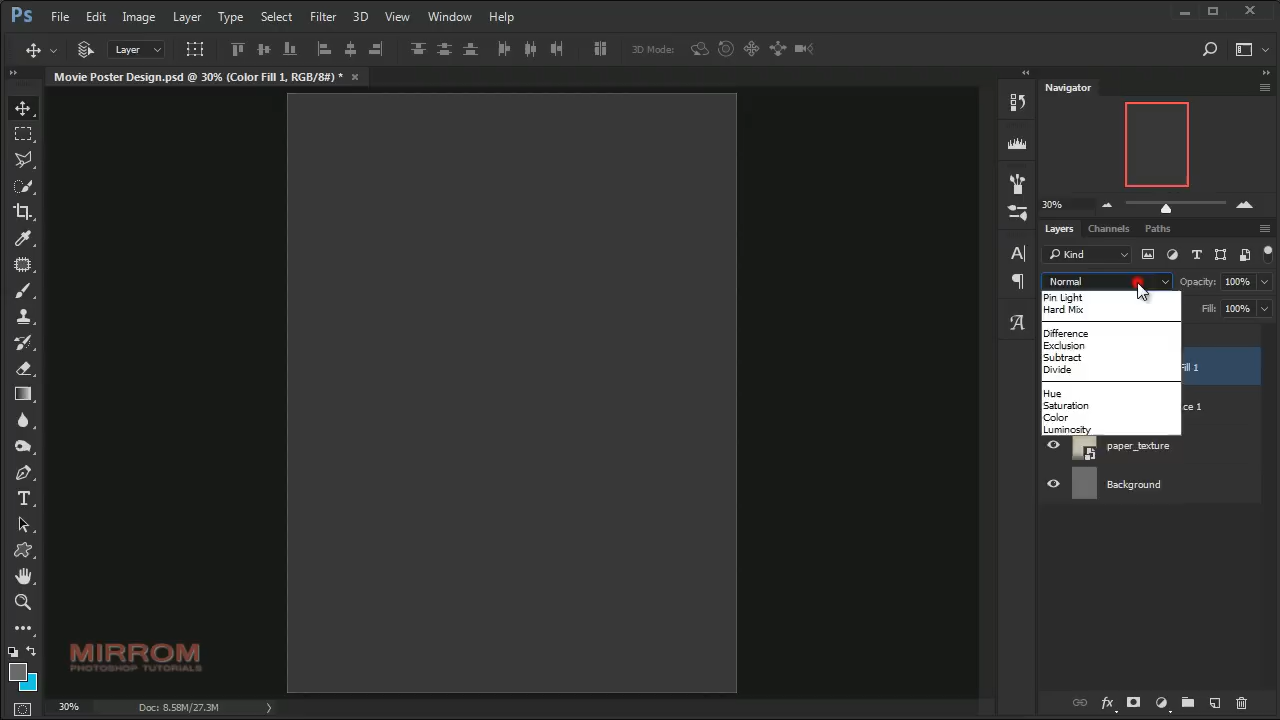 Ps File Edit Image Layer Type Select Filter 3D View Window Help
Layer 3D Mode:
Movie Poster Design.psd @ 30% (Color Fill 1, RGB/8#) * ×
Navigator
30%
Layers Channels Paths
Kind
Normal Opacity: 100%
Fill: 100%
Pin Light
Hard Mix
Difference
Exclusion
Subtract
Divide
Hue
Saturation
Color
Luminosity
Fill 1
ce 1
paper_texture
Background
MIRROM
PHOTOSHOP TUTORIALS
30% Doc: 8.58M/27.3M